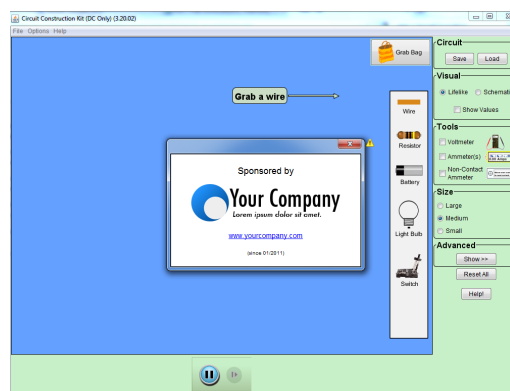 Circuit Construction Kit (DC Only) (3.20.02)
File Options Help
Grab Bag
Grab a wire
Wire
Resistor
Battery
Light Bulb
Switch
Sponsored by
Your Company
Lorem ipsum dolor sit amet.
www.yourcompany.com
(since 01/2011)
Circuit
Save Load
Visual
Lifelike Schemati
Show Values
Tools
Voltmeter
Ammeter(s)
Non-Contact
Ammeter
Size
Large
Medium
Small
Advanced
Show >>
Reset All
Help!